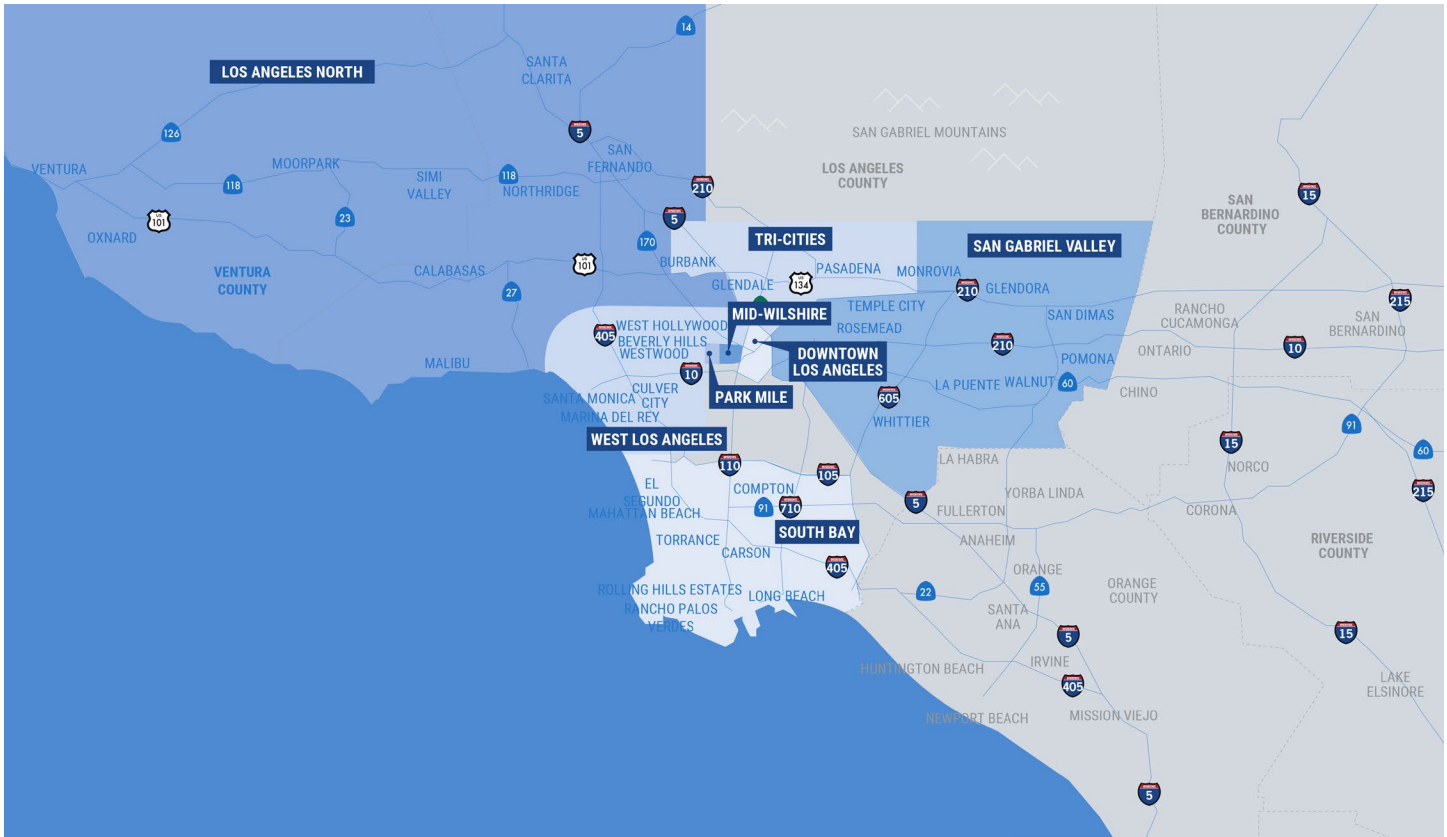 14
LOS ANGELES NORTH
SANTA
CLARITA
126
5
SAN GABRIEL MOUNTAINS
SAN
FERNANDO
VENTURA
MOORPARK
LOS ANGELES
COUNTY
118
SIMI
VALLEY
118
NORTHRIDGE
210
15
SAN
BERNARDINO
COUNTY
US
101
23
5
OXNARD
170
TRI-CITIES
SAN GABRIEL VALLEY
VENTURA
COUNTY
CALABASAS
US
101
BURBANK
PASADENA
MONROVIA
GLENDALE
US
134
27
210
GLENDORA
215
TEMPLE CITY
MID-WILSHIRE
SAN DIMAS
RANCHO
CUCAMONGA
SAN
BERNARDINO
405
WEST HOLLYWOOD
BEVERLY HILLS
WESTWOOD
ROSEMEAD
210
10
ONTARIO
DOWNTOWN
LOS ANGELES
POMONA
MALIBU
10
LA PUENTE
WALNUT
60
CHINO
CULVER
CITY
SANTA MONICA
PARK MILE
605
MARINA DEL REY
WHITTIER
91
WEST LOS ANGELES
15
60
LA HABRA
110
105
NORCO
EL
SEGUNDO
COMPTON
YORBA LINDA
215
MAHATTAN BEACH
91
710
5
FULLERTON
CORONA
SOUTH BAY
TORRANCE
CARSON
ANAHEIM
RIVERSIDE
COUNTY
405
ORANGE
ROLLING HILLS ESTATES
LONG BEACH
22
55
ORANGE
COUNTY
RANCHO PALOS
VERDES
SANTA
ANA
5
15
HUNTINGTON BEACH
IRVINE
405
LAKE
ELSINORE
NEWPORT BEACH
MISSION VIEJO
5